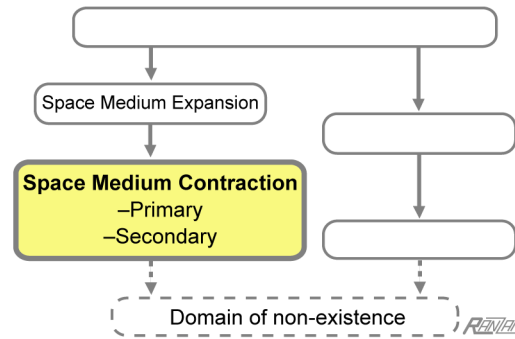 Space Medium Expansion
Space Medium Contraction
–Primary
–Secondary
Domain of non-existence